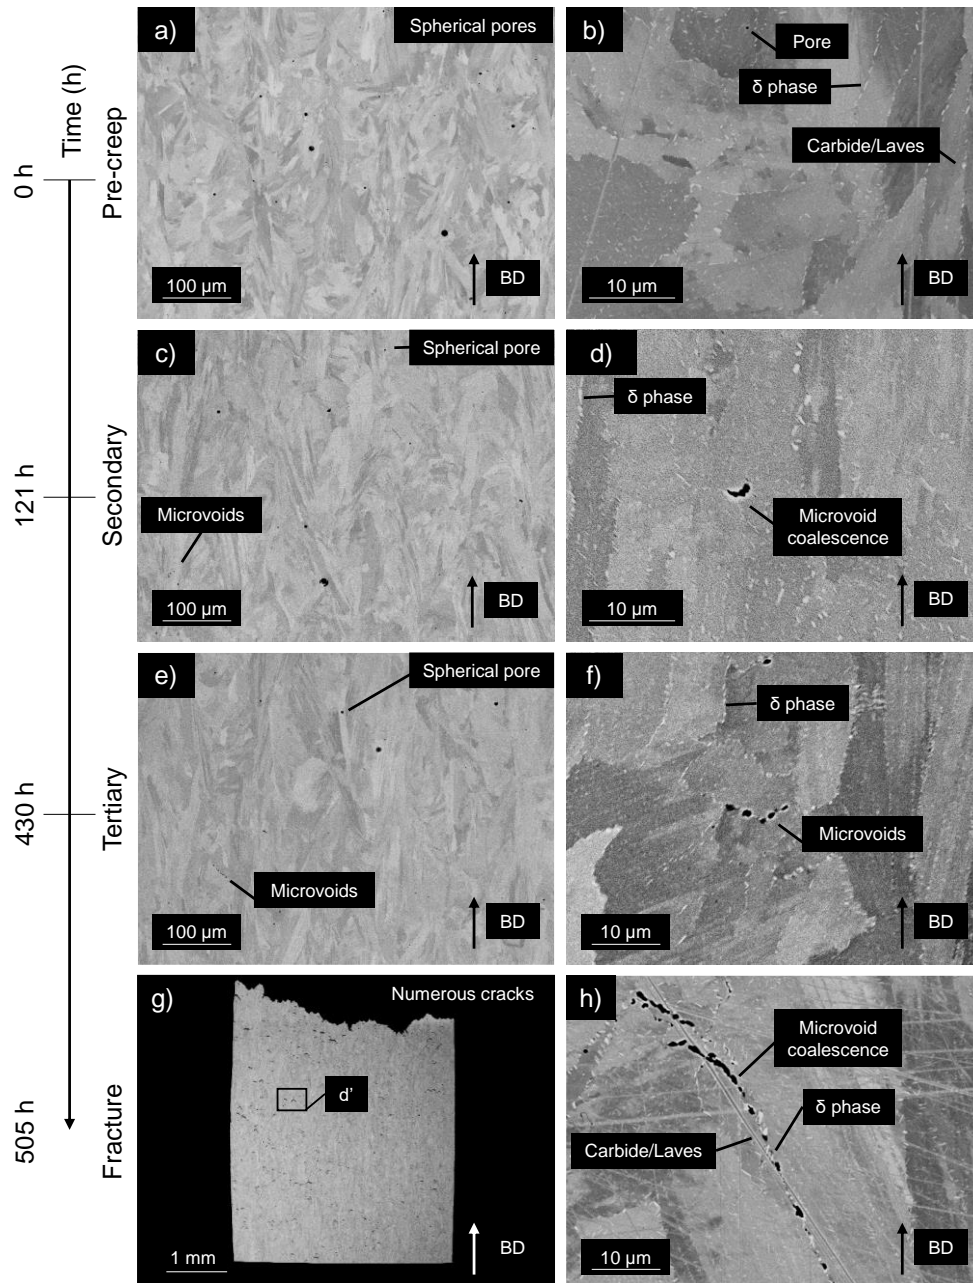 Time (h)
0 h
Pre-creep
a)
Spherical pores
100 µm
BD
b)
Pore
δ phase
Carbide/Laves
10 µm
BD
121 h
Secondary
c)
Spherical pore
Microvoids
100 µm
BD
d)
δ phase
Microvoid
coalescence
10 µm
BD
430 h
Tertiary
e)
Spherical pore
Microvoids
100 µm
BD
f)
δ phase
Microvoids
10 µm
BD
505 h
Fracture
g)
Numerous cracks
d’
1 mm
BD
h)
Microvoid
coalescence
δ phase
Carbide/Laves
10 µm
BD